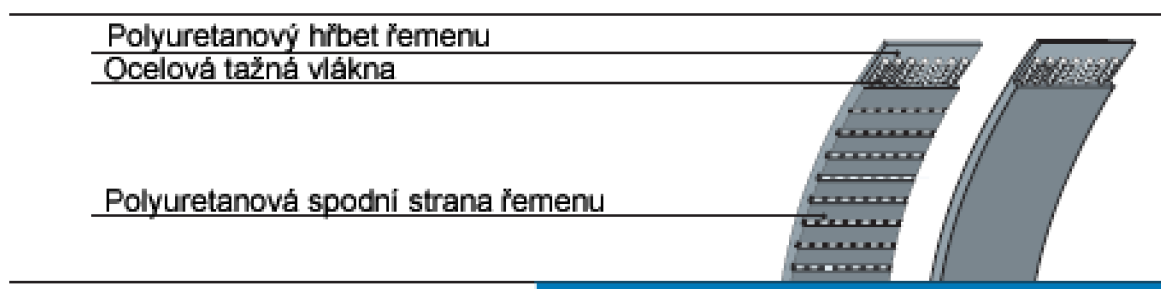 Polyuretanový hřbet řemenu
Ocelová tažná vlákna
Polyuretanová spodní strana řemenu